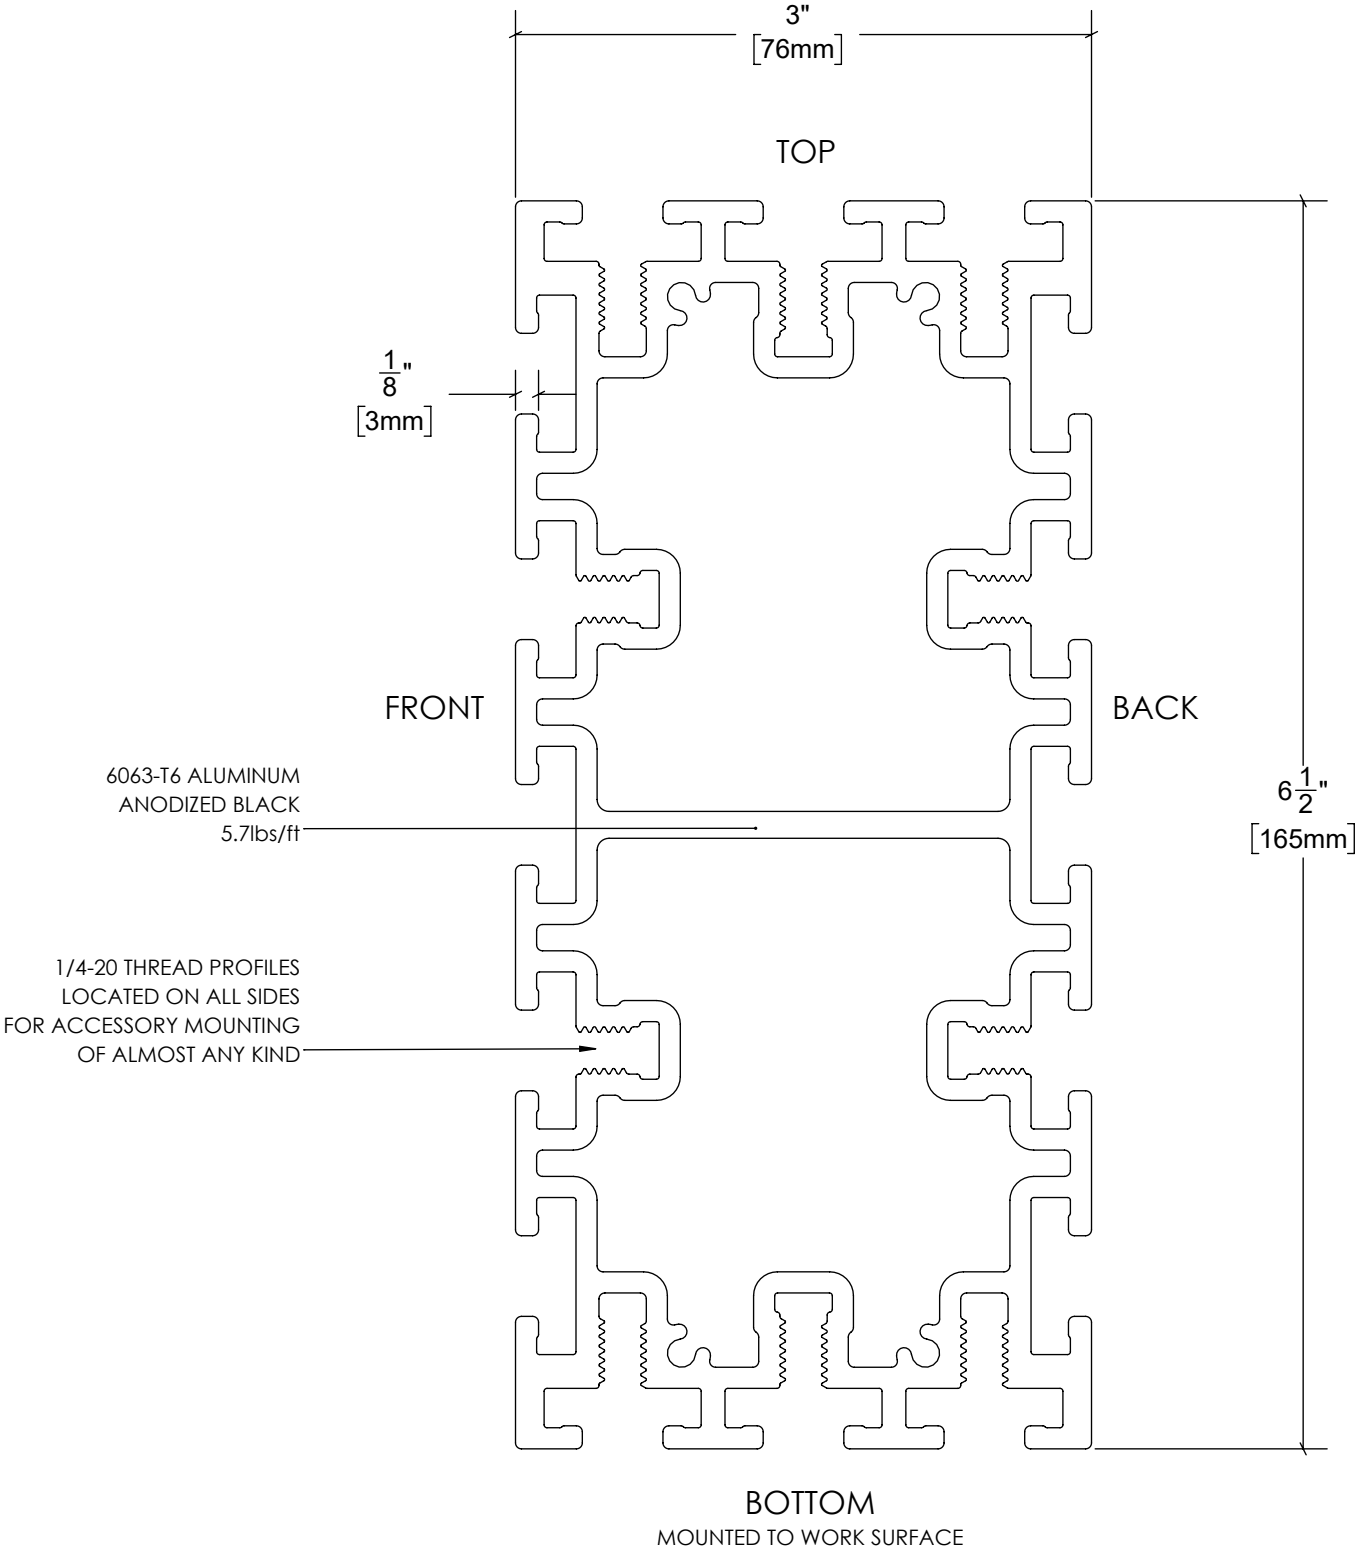 3"
[76mm]
TOP
1/8"
[3mm]
FRONT
BACK
6063-T6 ALUMINUM
ANODIZED BLACK
5.7lbs/ft
6 1/2"
[165mm]
1/4-20 THREAD PROFILES
LOCATED ON ALL SIDES
FOR ACCESSORY MOUNTING
OF ALMOST ANY KIND
BOTTOM
MOUNTED TO WORK SURFACE